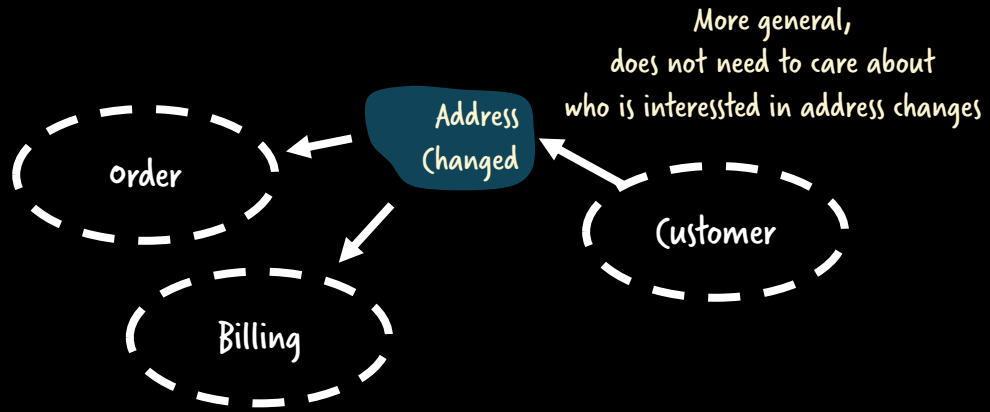 More general,
does not need to care about
who is interessted in address changes
Address
Changed
Order
Customer
Billing